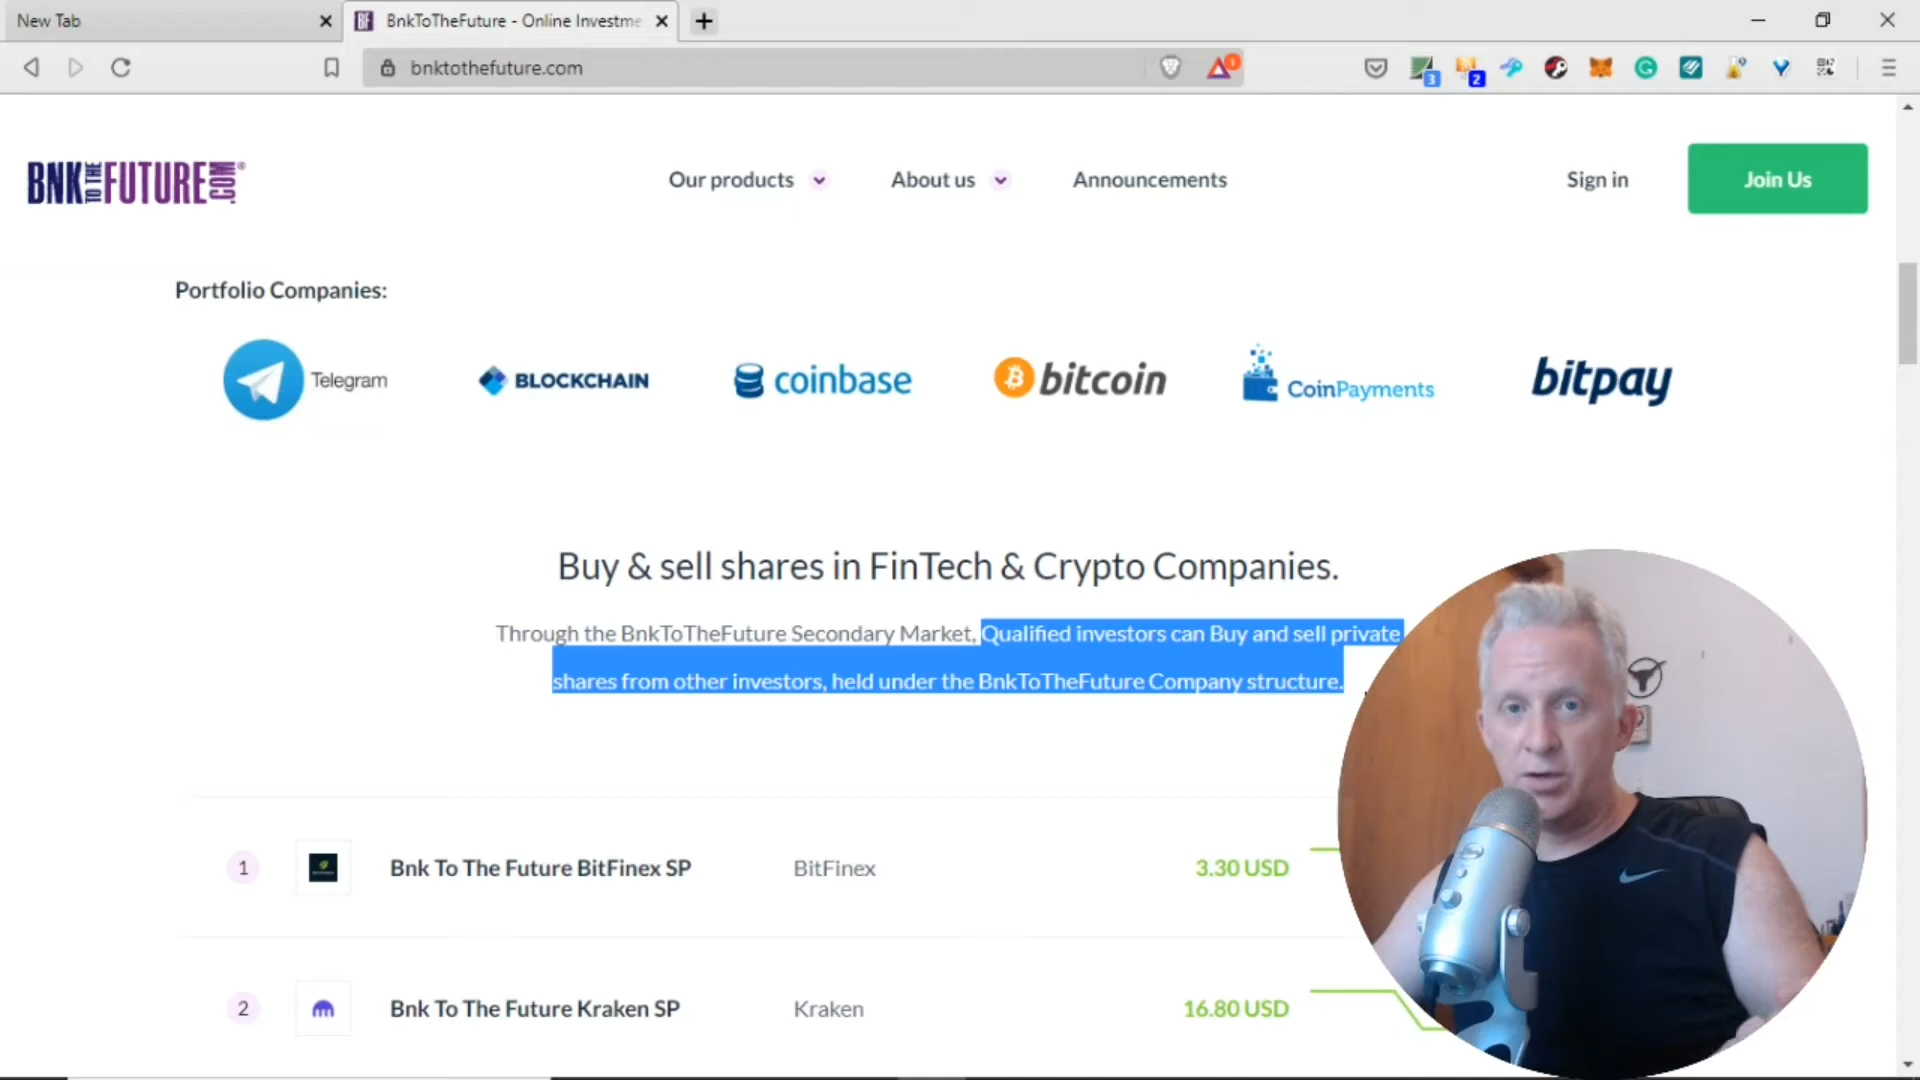 New Tab
BnkToTheFuture - Online Investme
bnktothefuture.com
1
3
2
BNK TO THE FUTURE .COM®
Our products
About us
Announcements
Sign in
Join Us
Portfolio Companies:
Telegram
BLOCKCHAIN
coinbase
bitcoin
CoinPayments
bitpay
Buy & sell shares in FinTech & Crypto Companies.
Through the BnkToTheFuture Secondary Market, Qualified investors can Buy and sell private
shares from other investors, held under the BnkToTheFuture Company structure.
1 Bnk To The Future BitFinex SP BitFinex 3.30 USD
2 Bnk To The Future Kraken SP Kraken 16.80 USD